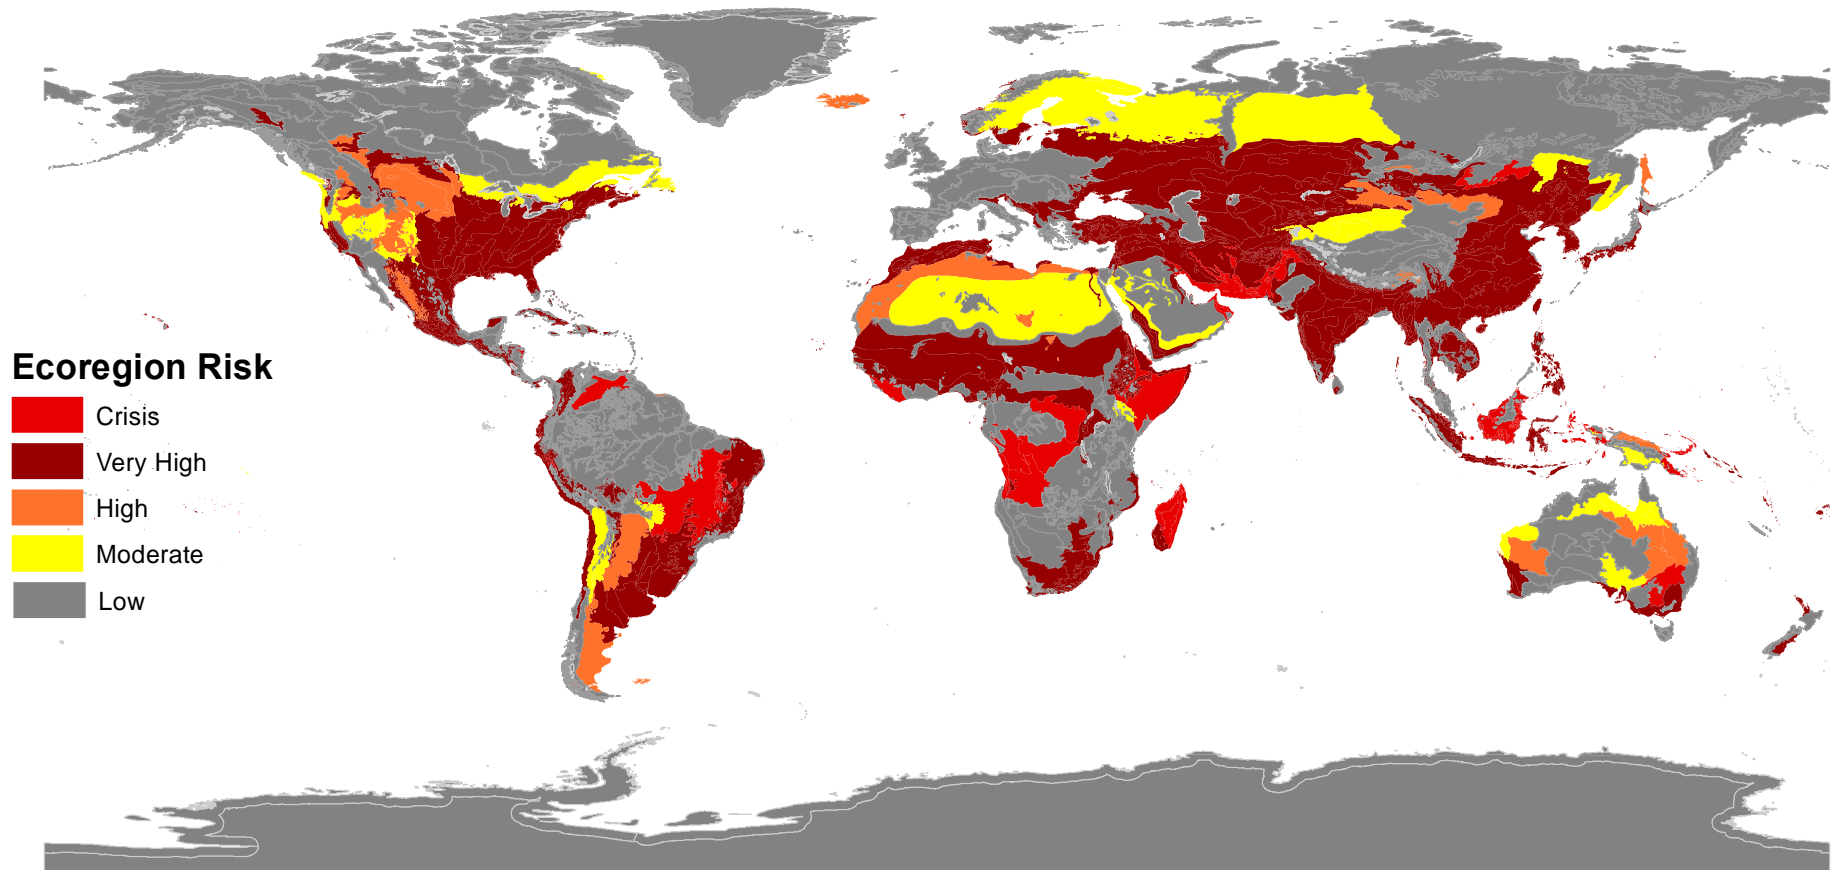 Ecoregion Risk
Crisis
Very High
High
Moderate
Low